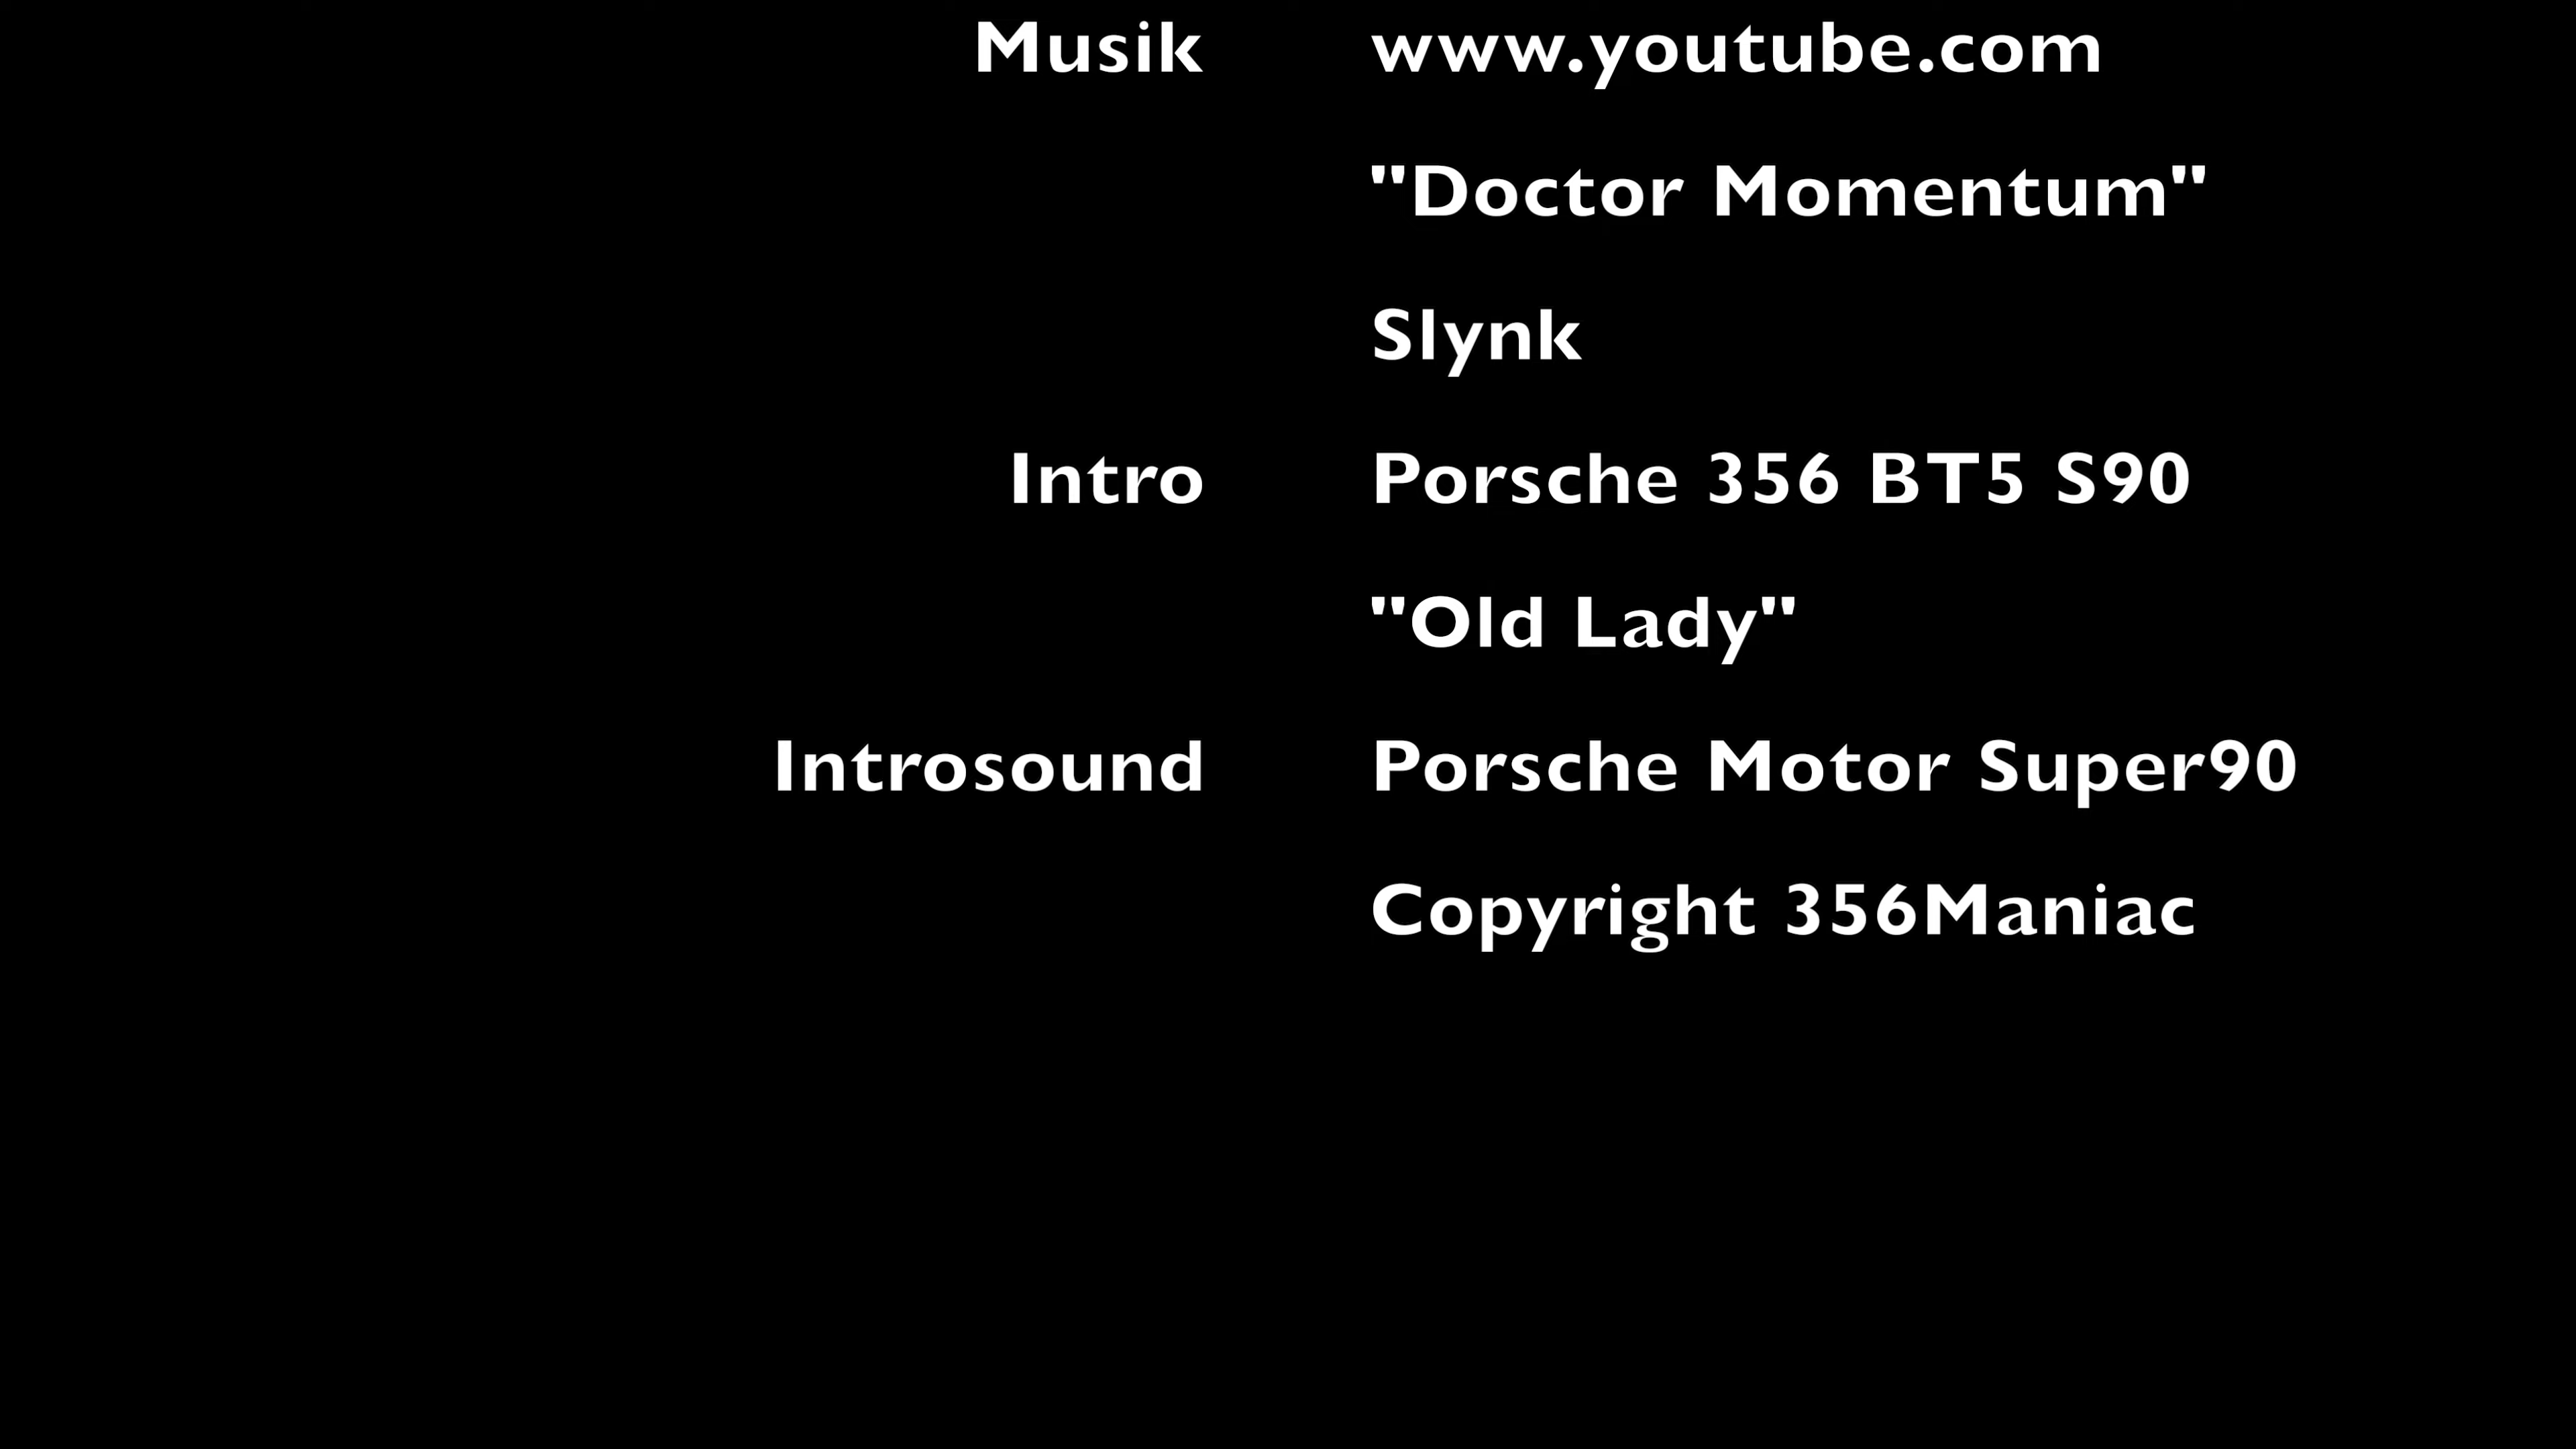 Musik www.youtube.com
"Doctor Momentum"
Slynk
Intro Porsche 356 BT5 S90
"Old Lady"
Introsound Porsche Motor Super90
Copyright 356Maniac